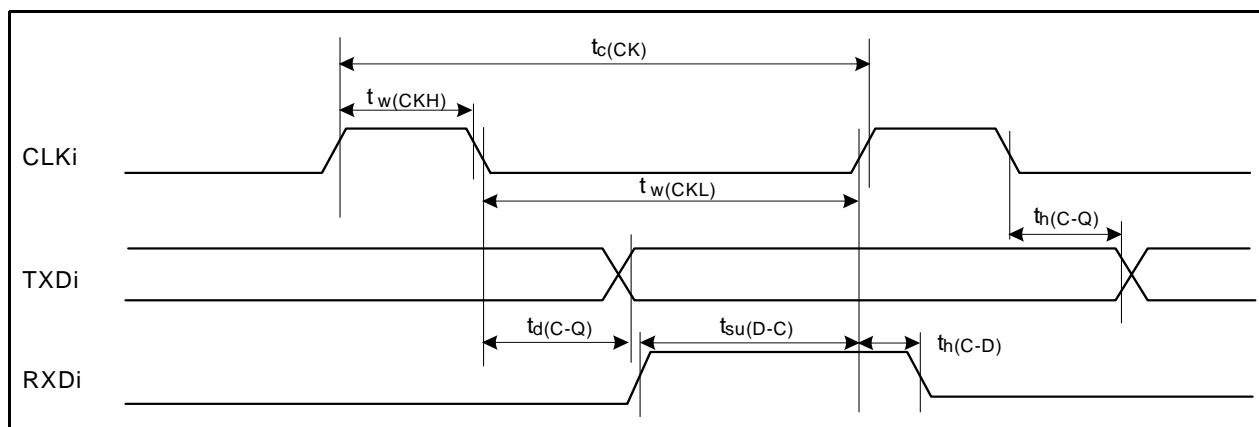 tc(CK)
tw(CKH)
CLKi
tw(CKL)
th(C-Q)
TXDi
td(C-Q)
tsu(D-C)
th(C-D)
RXDi